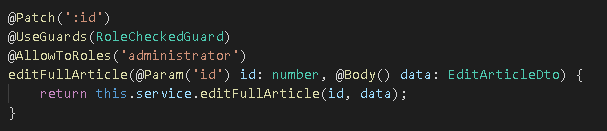 @Patch(':id')
@UseGuards(RoleCheckedGuard)
@AllowToRoles('administrator')
editFullArticle(@Param('id') id: number, @Body() data: EditArticleDto) {
    return this.service.editFullArticle(id, data);
}